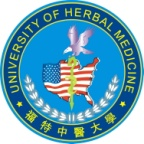 UNIVERSITY OF HERBAL MEDICINE
福特中醫大學